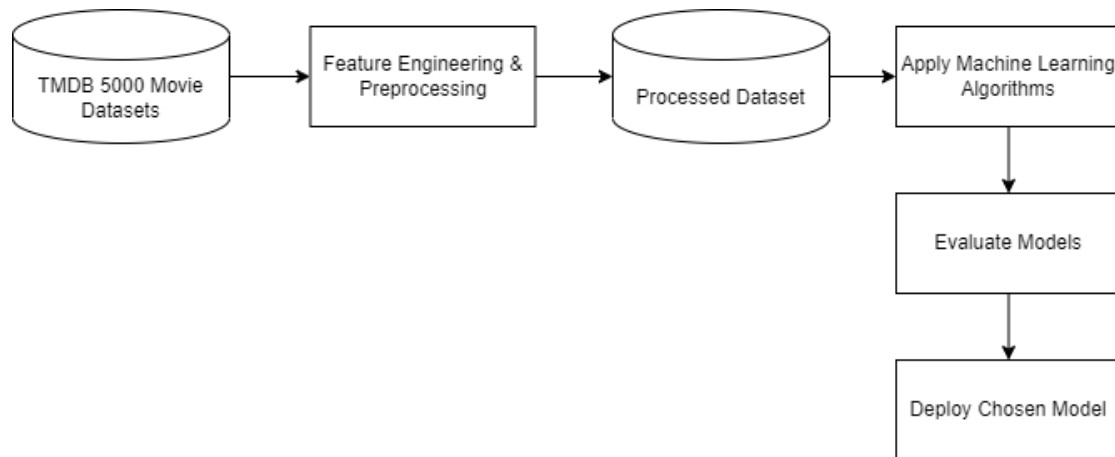 TMDB 5000 Movie
Datasets
Feature Engineering &
Preprocessing
Processed Dataset
Apply Machine Learning
Algorithms
Evaluate Models
Deploy Chosen Model